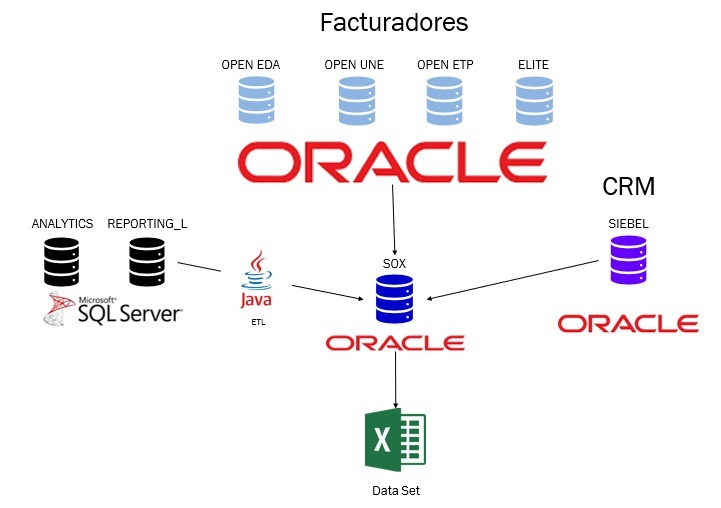 Facturadores
OPEN EDA OPEN UNE OPEN ETP ELITE
ORACLE
CRM
ANALYTICS REPORTING_L
SIEBEL
SOX
Microsoft®
SQL Server
Java
ETL
ORACLE
ORACLE
X
Data Set